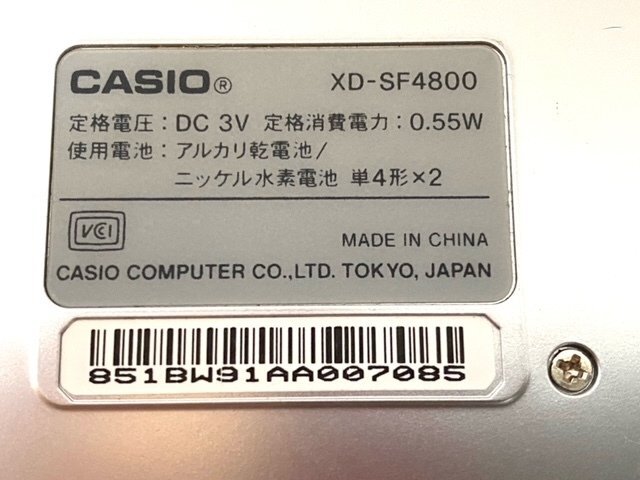 CASIO® XD-SF4800
定格電圧：DC 3V 定格消費電力：0.55W
使用電池：アルカリ乾電池/
ニッケル水素電池 単4形×2
VCI MADE IN CHINA
CASIO COMPUTER CO.,LTD. TOKYO, JAPAN
851BW91AA007085